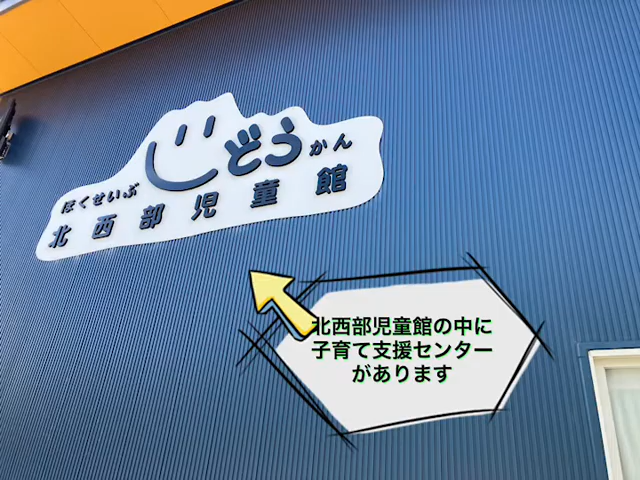 ほくせいぶ じどうかん
北西部児童館
北西部児童館の中に
子育て支援センター
があります